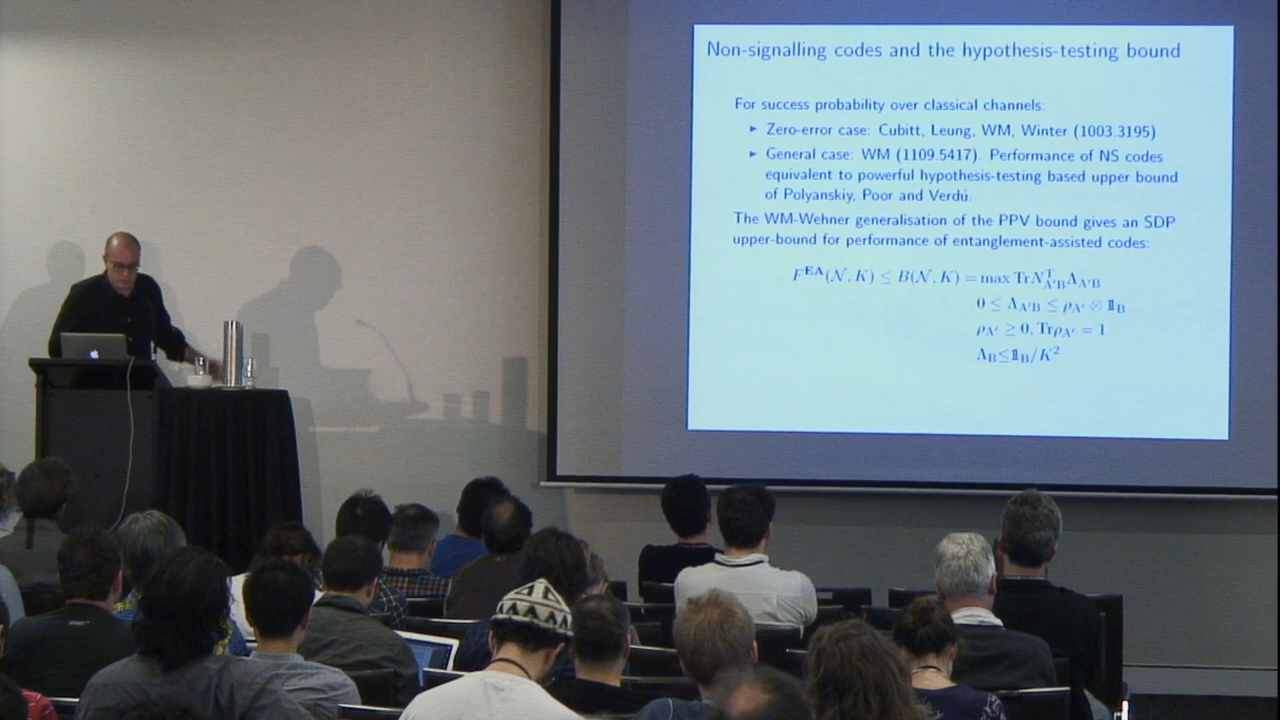 Non-signalling codes and the hypothesis-testing bound
For success probability over classical channels:
▸ Zero-error case: Cubitt, Leung, WM, Winter (1003.3195)
▸ General case: WM (1109.5417). Performance of NS codes
equivalent to powerful hypothesis-testing based upper bound
of Polyanskiy, Poor and Verdú.
The WM-Wehner generalisation of the PPV bound gives an SDP
upper-bound for performance of entanglement-assisted codes:
F^EA(𝒩, K) ≤ B(𝒩, K) = max Tr N^T_A'B Λ_A'B
0 ≤ Λ_A'B ≤ ρ_A' ⊗ 𝟙_B
ρ_A' ≥ 0, Tr ρ_A' = 1
Λ_B ≤ 𝟙_B/K²